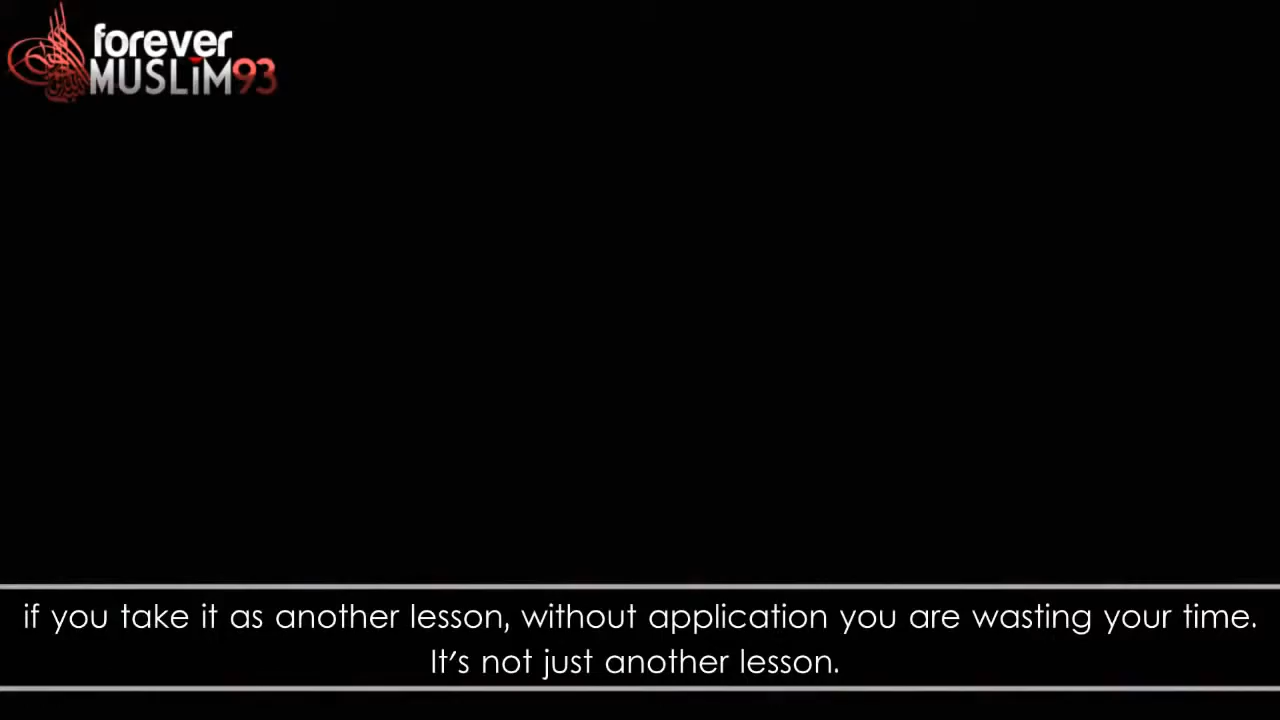 forever
MUSLiM93
if you take it as another lesson, without application you are wasting your time.
It's not just another lesson.